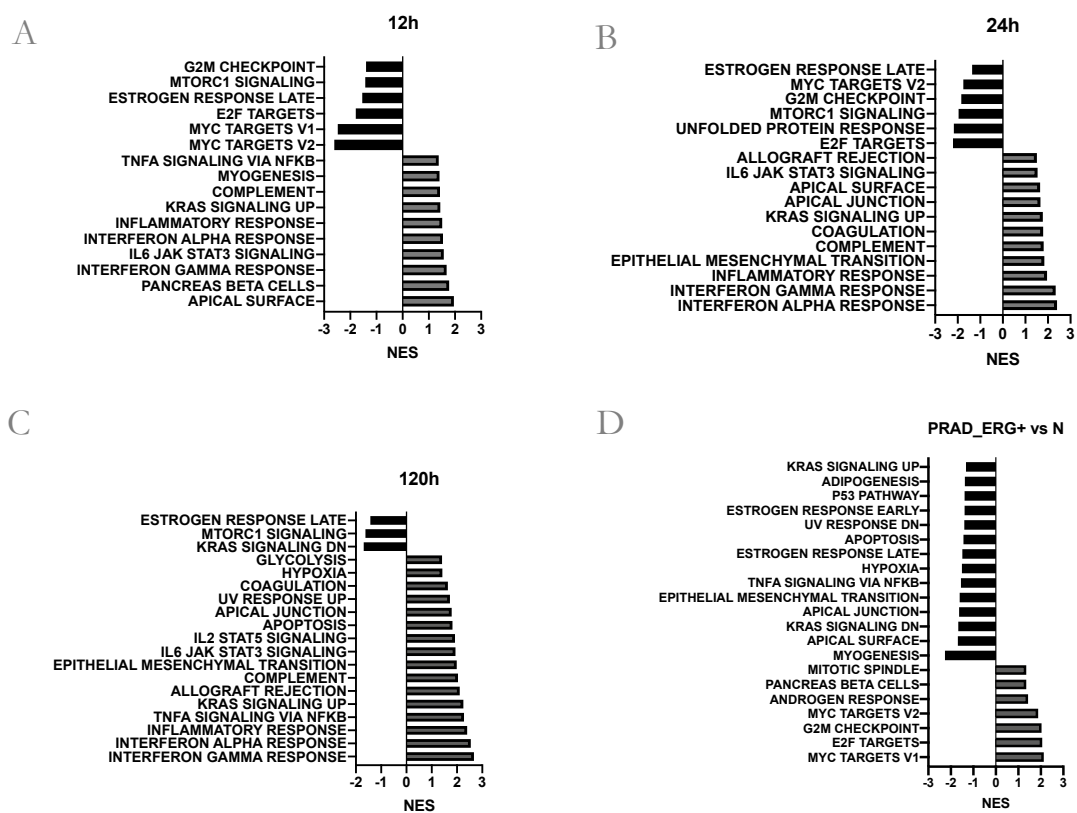 A
12h
G2M CHECKPOINT
MTORC1 SIGNALING
ESTROGEN RESPONSE LATE
E2F TARGETS
MYC TARGETS V1
MYC TARGETS V2
TNFA SIGNALING VIA NFKB
MYOGENESIS
COMPLEMENT
KRAS SIGNALING UP
INFLAMMATORY RESPONSE
INTERFERON ALPHA RESPONSE
IL6 JAK STAT3 SIGNALING
INTERFERON GAMMA RESPONSE
PANCREAS BETA CELLS
APICAL SURFACE
-3 -2 -1 0 1 2 3
NES
B
24h
ESTROGEN RESPONSE LATE
MYC TARGETS V2
G2M CHECKPOINT
MTORC1 SIGNALING
UNFOLDED PROTEIN RESPONSE
E2F TARGETS
ALLOGRAFT REJECTION
IL6 JAK STAT3 SIGNALING
APICAL SURFACE
APICAL JUNCTION
KRAS SIGNALING UP
COAGULATION
COMPLEMENT
EPITHELIAL MESENCHYMAL TRANSITION
INFLAMMATORY RESPONSE
INTERFERON GAMMA RESPONSE
INTERFERON ALPHA RESPONSE
-3 -2 -1 0 1 2 3
NES
C
120h
ESTROGEN RESPONSE LATE
MTORC1 SIGNALING
KRAS SIGNALING DN
GLYCOLYSIS
HYPOXIA
COAGULATION
UV RESPONSE UP
APICAL JUNCTION
APOPTOSIS
IL2 STAT5 SIGNALING
IL6 JAK STAT3 SIGNALING
EPITHELIAL MESENCHYMAL TRANSITION
COMPLEMENT
ALLOGRAFT REJECTION
KRAS SIGNALING UP
TNFA SIGNALING VIA NFKB
INFLAMMATORY RESPONSE
INTERFERON ALPHA RESPONSE
INTERFERON GAMMA RESPONSE
-2 -1 0 1 2 3
NES
D
PRAD_ERG+ vs N
KRAS SIGNALING UP
ADIPOGENESIS
P53 PATHWAY
ESTROGEN RESPONSE EARLY
UV RESPONSE DN
APOPTOSIS
ESTROGEN RESPONSE LATE
HYPOXIA
TNFA SIGNALING VIA NFKB
EPITHELIAL MESENCHYMAL TRANSITION
APICAL JUNCTION
KRAS SIGNALING DN
APICAL SURFACE
MYOGENESIS
MITOTIC SPINDLE
PANCREAS BETA CELLS
ANDROGEN RESPONSE
MYC TARGETS V2
G2M CHECKPOINT
E2F TARGETS
MYC TARGETS V1
-3 -2 -1 0 1 2 3
NES